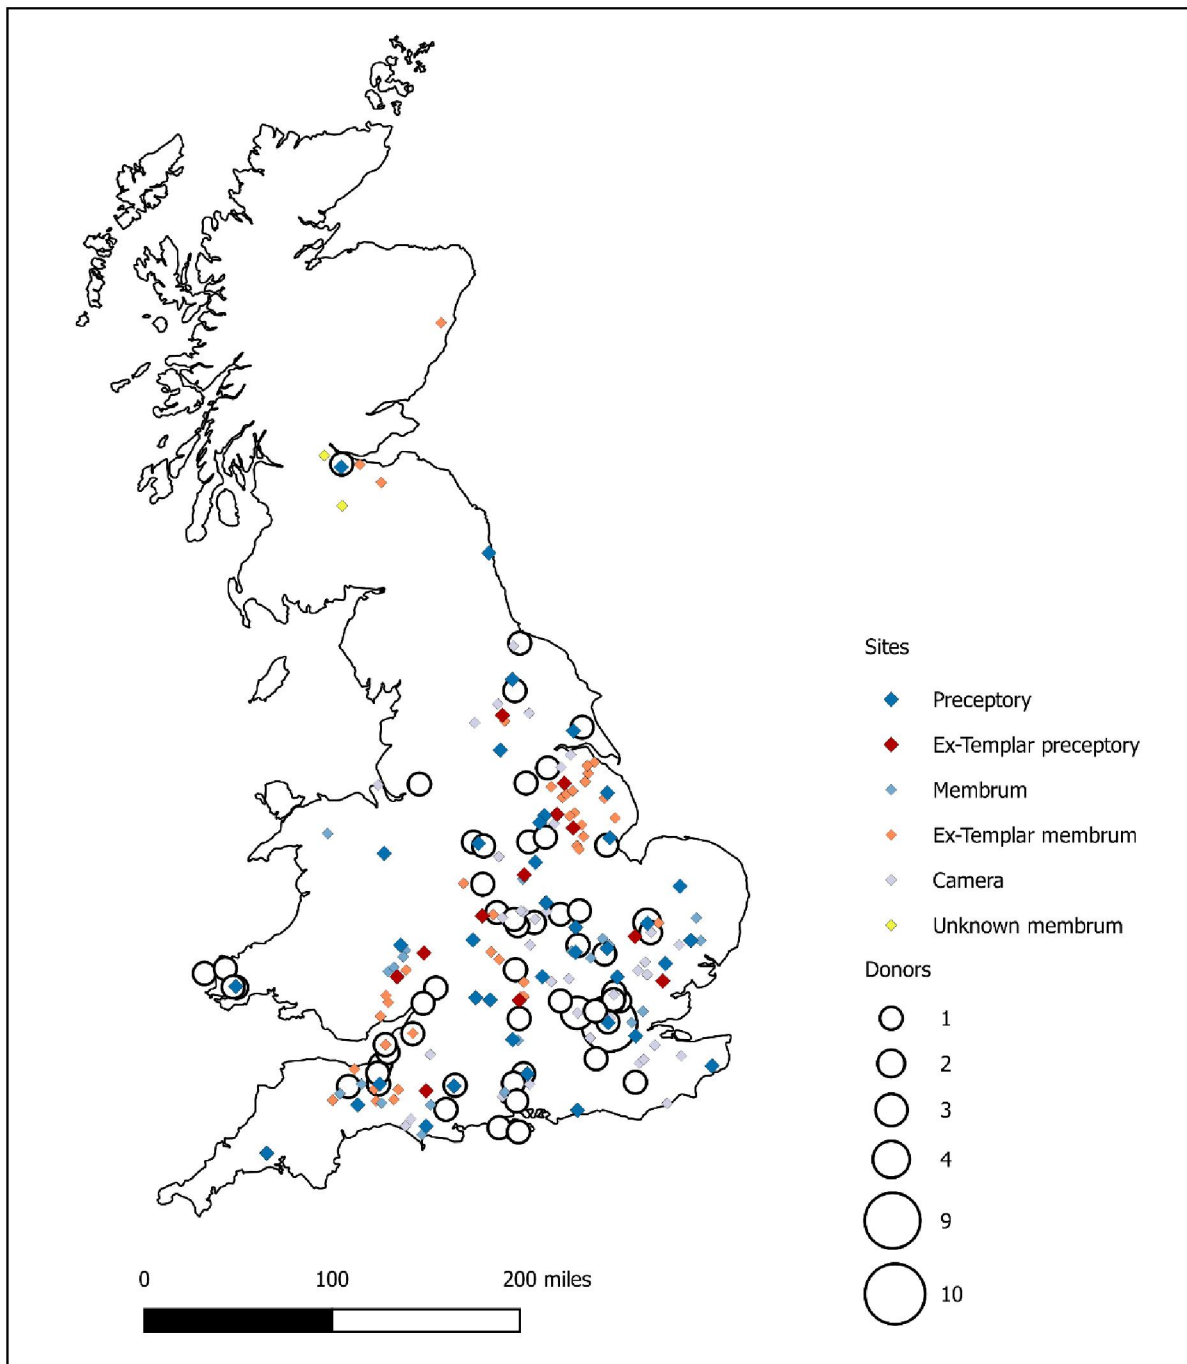 Sites
Preceptory
Ex-Templar preceptory
Membrum
Ex-Templar membrum
Camera
Unknown membrum
Donors
1
2
3
4
9
10
0 100 200 miles